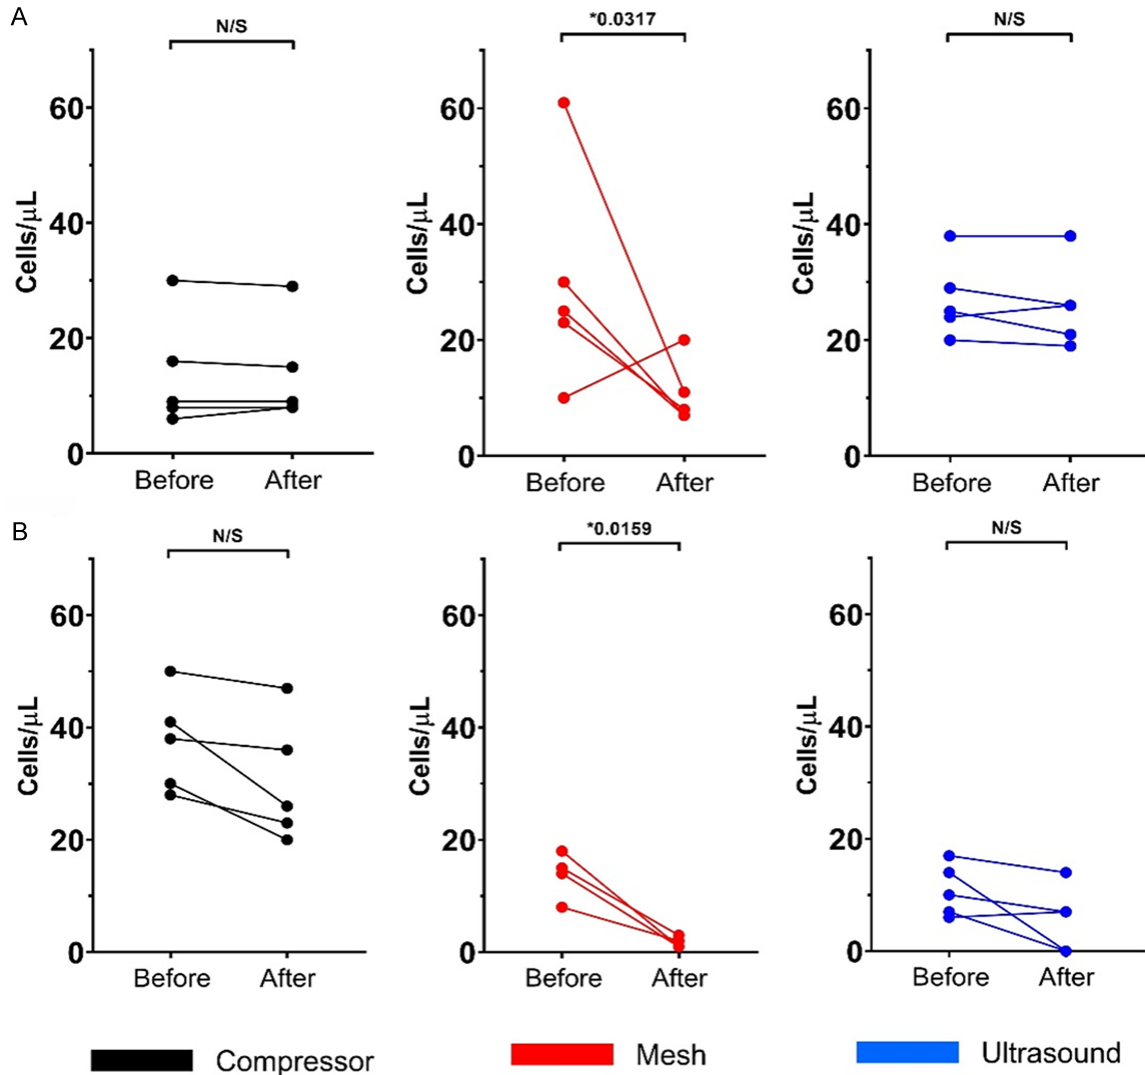 A
N/S
*0.0317
N/S
60
40
20
0
Cells/μL
Before After
60
40
20
0
Cells/μL
Before After
60
40
20
0
Cells/μL
Before After
B
N/S
*0.0159
N/S
60
40
20
0
Cells/μL
Before After
60
40
20
0
Cells/μL
Before After
60
40
20
0
Cells/μL
Before After
Compressor
Mesh
Ultrasound